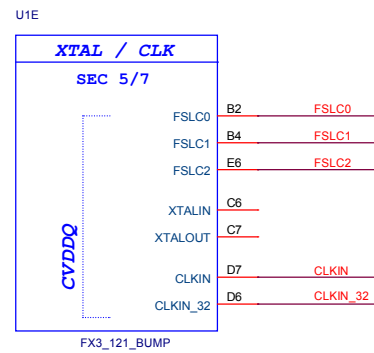 U1E
XTAL / CLK
SEC 5/7
FSLC0 B2 FSLC0
FSLC1 B4 FSLC1
FSLC2 E6 FSLC2
XTALIN C6
XTALOUT C7
CVDDQ
CLKIN D7 CLKIN
CLKIN_32 D6 CLKIN_32
FX3_121_BUMP